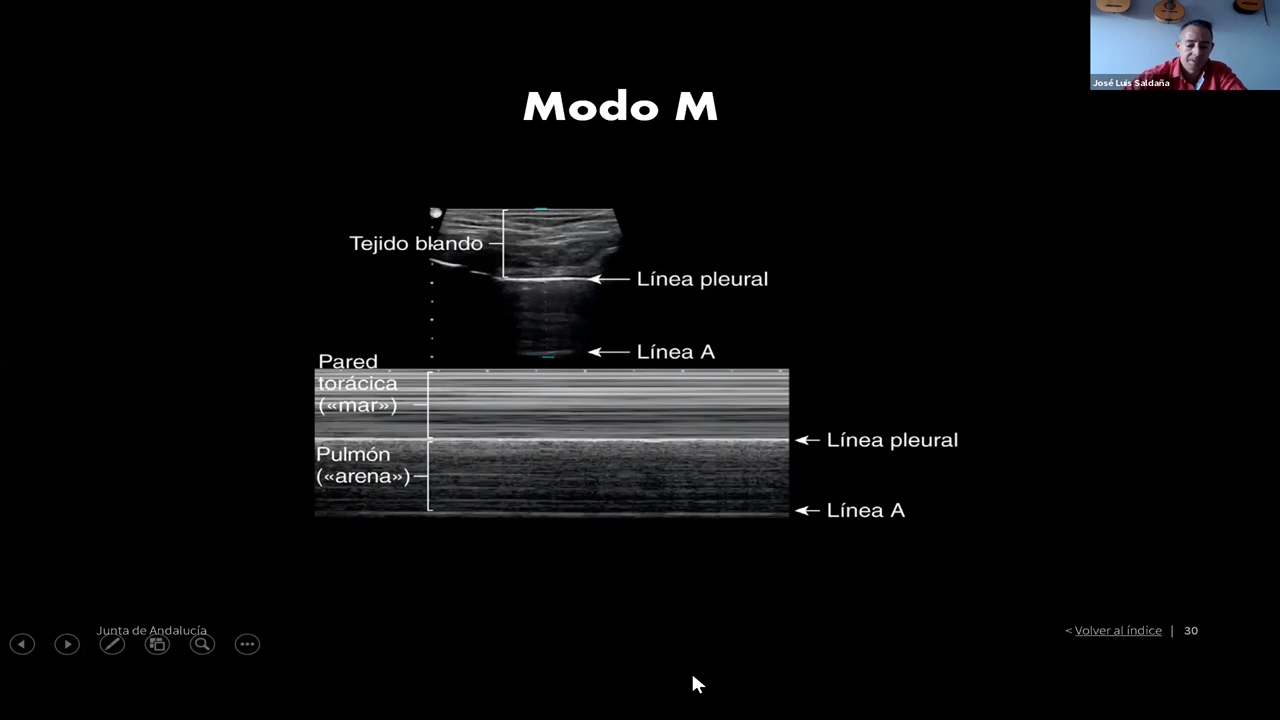 José Luis Saldaña
Modo M
Tejido blando
Línea pleural
Línea A
Pared
torácica
(«mar»)
Línea pleural
Pulmón
(«arena»)
Línea A
Junta de Andalucía
< Volver al índice | 30